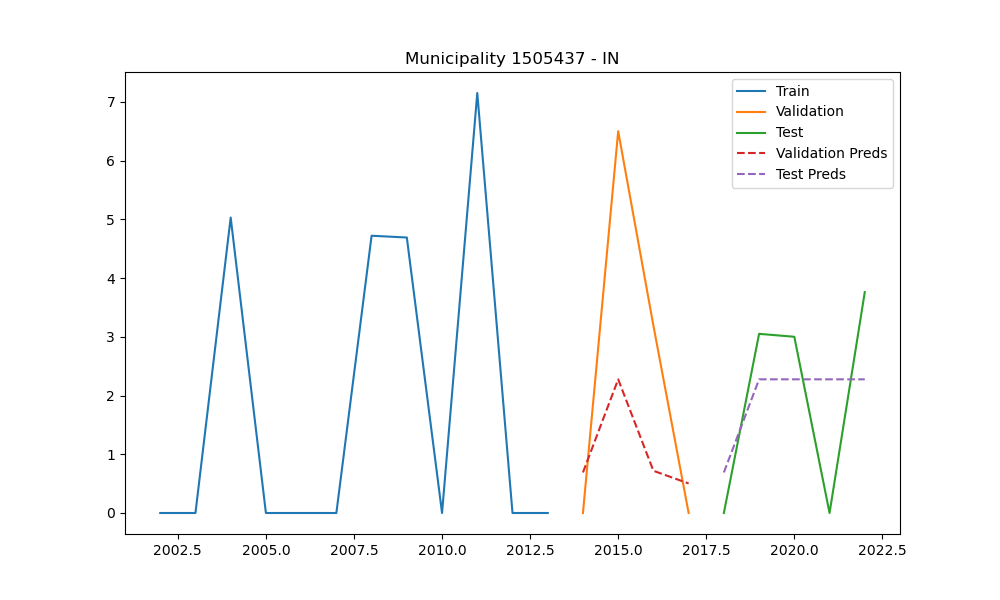 Municipality 1505437 - IN
Train
Validation
Test
Validation Preds
Test Preds
7
6
5
4
3
2
1
0
2002.5 2005.0 2007.5 2010.0 2012.5 2015.0 2017.5 2020.0 2022.5